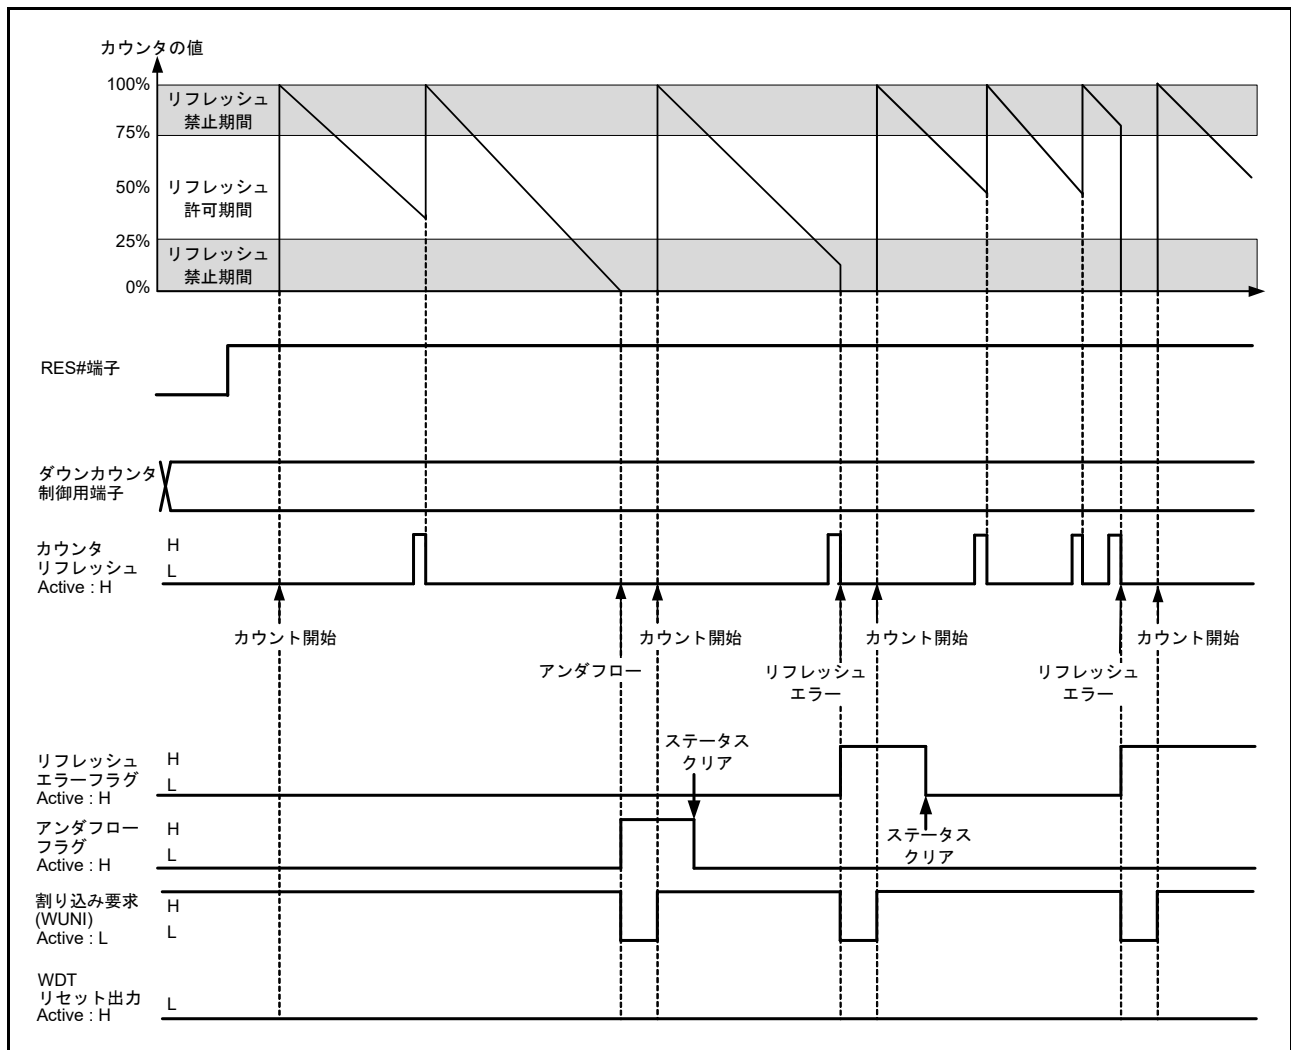 カウンタの値
100%
リフレッシュ
禁止期間
75%
50%
リフレッシュ
許可期間
25%
リフレッシュ
禁止期間
0%
RES#端子
ダウンカウンタ
制御用端子
カウンタ
リフレッシュ
Active : H
H
L
カウント開始
カウント開始
カウント開始
カウント開始
アンダフロー
リフレッシュ
エラー
リフレッシュ
エラー
ステータス
クリア
リフレッシュ
エラーフラグ
Active : H
H
L
アンダフロー
フラグ
Active : H
H
L
ステータス
クリア
割り込み要求
(WUNI)
Active : L
H
L
WDT
リセット出力
Active : H
L